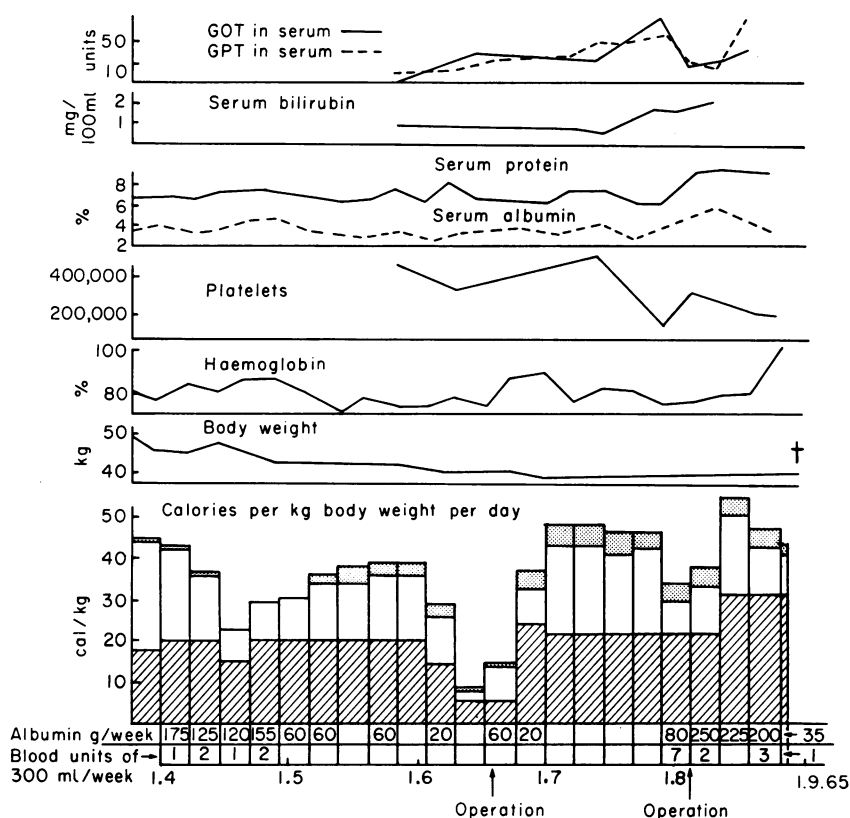 GOT in serum
GPT in serum
units
50
10
Serum bilirubin
mg/
100ml
2
1
Serum protein
Serum albumin
%
8
6
4
2
Platelets
400,000
200,000
Haemoglobin
%
100
80
Body weight
kg
50
40
†
Calories per kg body weight per day
cal/kg
50
40
30
20
10
Albumin g/week 175 125 120 155 60 60 60 20 60 20 80 250 225 200 ← 35
Blood units of → 1 2 1 2 7 2 3 ← 1
300 ml/week
1.4 1.5 1.6 1.7 1.8 1.9.65
Operation Operation